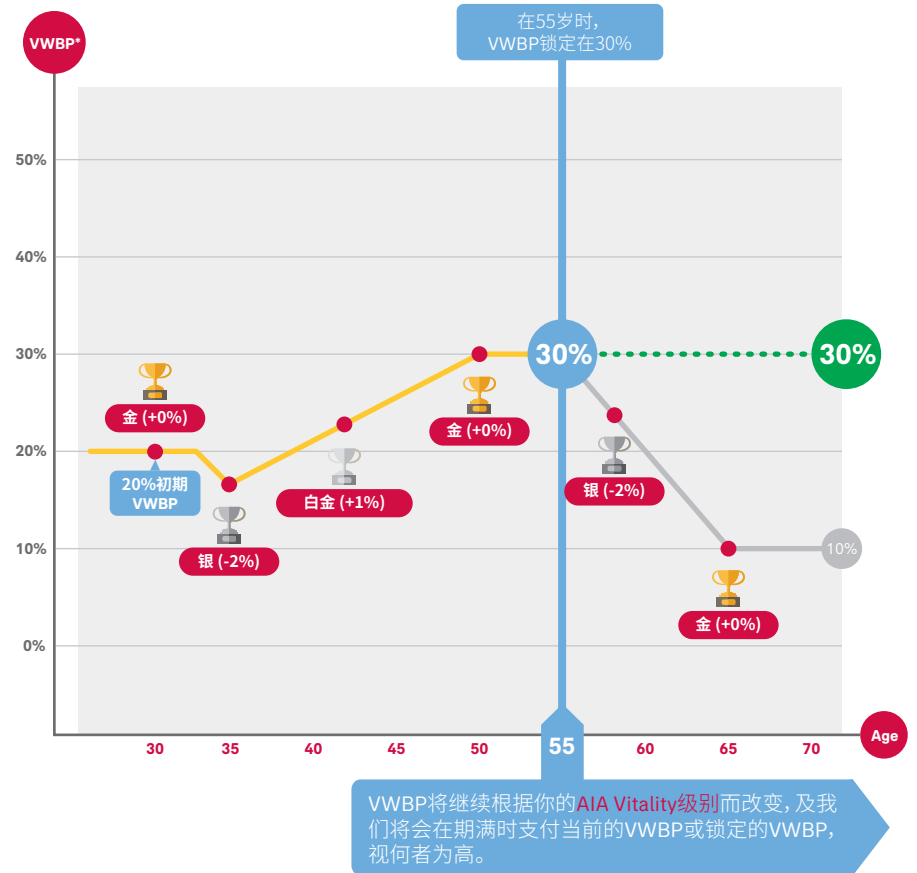 在55岁时，
VWBP锁定在30%
VWBP*
50%
40%
30%
20%
10%
0%
金 (+0%)
20%初期
VWBP
银 (-2%)
白金 (+1%)
金 (+0%)
30%
30%
银 (-2%)
10%
金 (+0%)
30
35
40
45
50
55
60
65
70
Age
VWBP将继续根据你的AIA Vitality级别而改变，及我
们将会在期满时支付当前的VWBP或锁定的VWBP，
视何者为高。